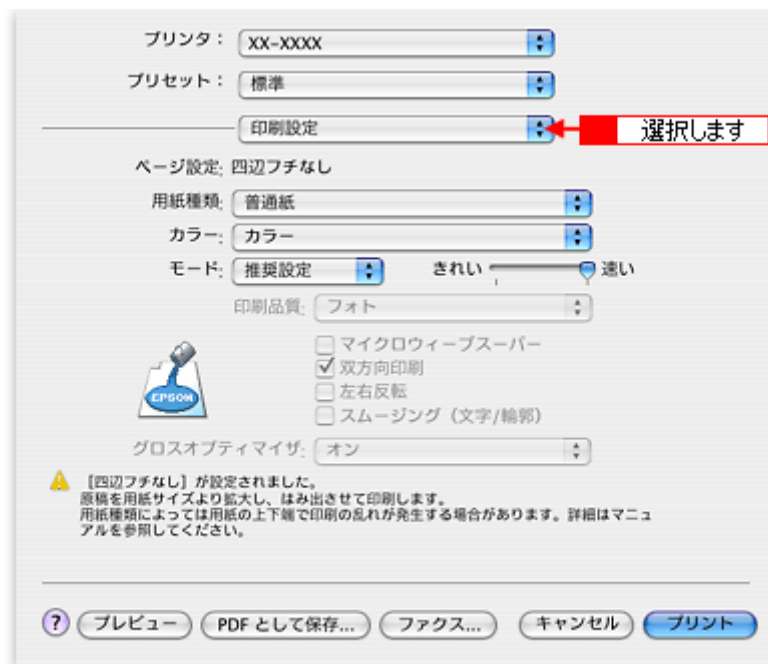 プリンタ： XX-XXXX
プリセット： 標準
印刷設定 選択します
ページ設定: 四辺フチなし
用紙種類: 普通紙
カラー: カラー
モード: 推奨設定 きれい 速い
印刷品質: フォト
マイクロウィーブスーパー
双方向印刷
左右反転
スムージング（文字/輪郭）
EPSON
グロスオプティマイザ: オン
［四辺フチなし］が設定されました。
原稿を用紙サイズより拡大し、はみ出させて印刷します。
用紙種類によっては用紙の上下端で印刷の乱れが発生する場合があります。詳細はマニュ
アルを参照してください。
? プレビュー PDF として保存... ファクス... キャンセル プリント